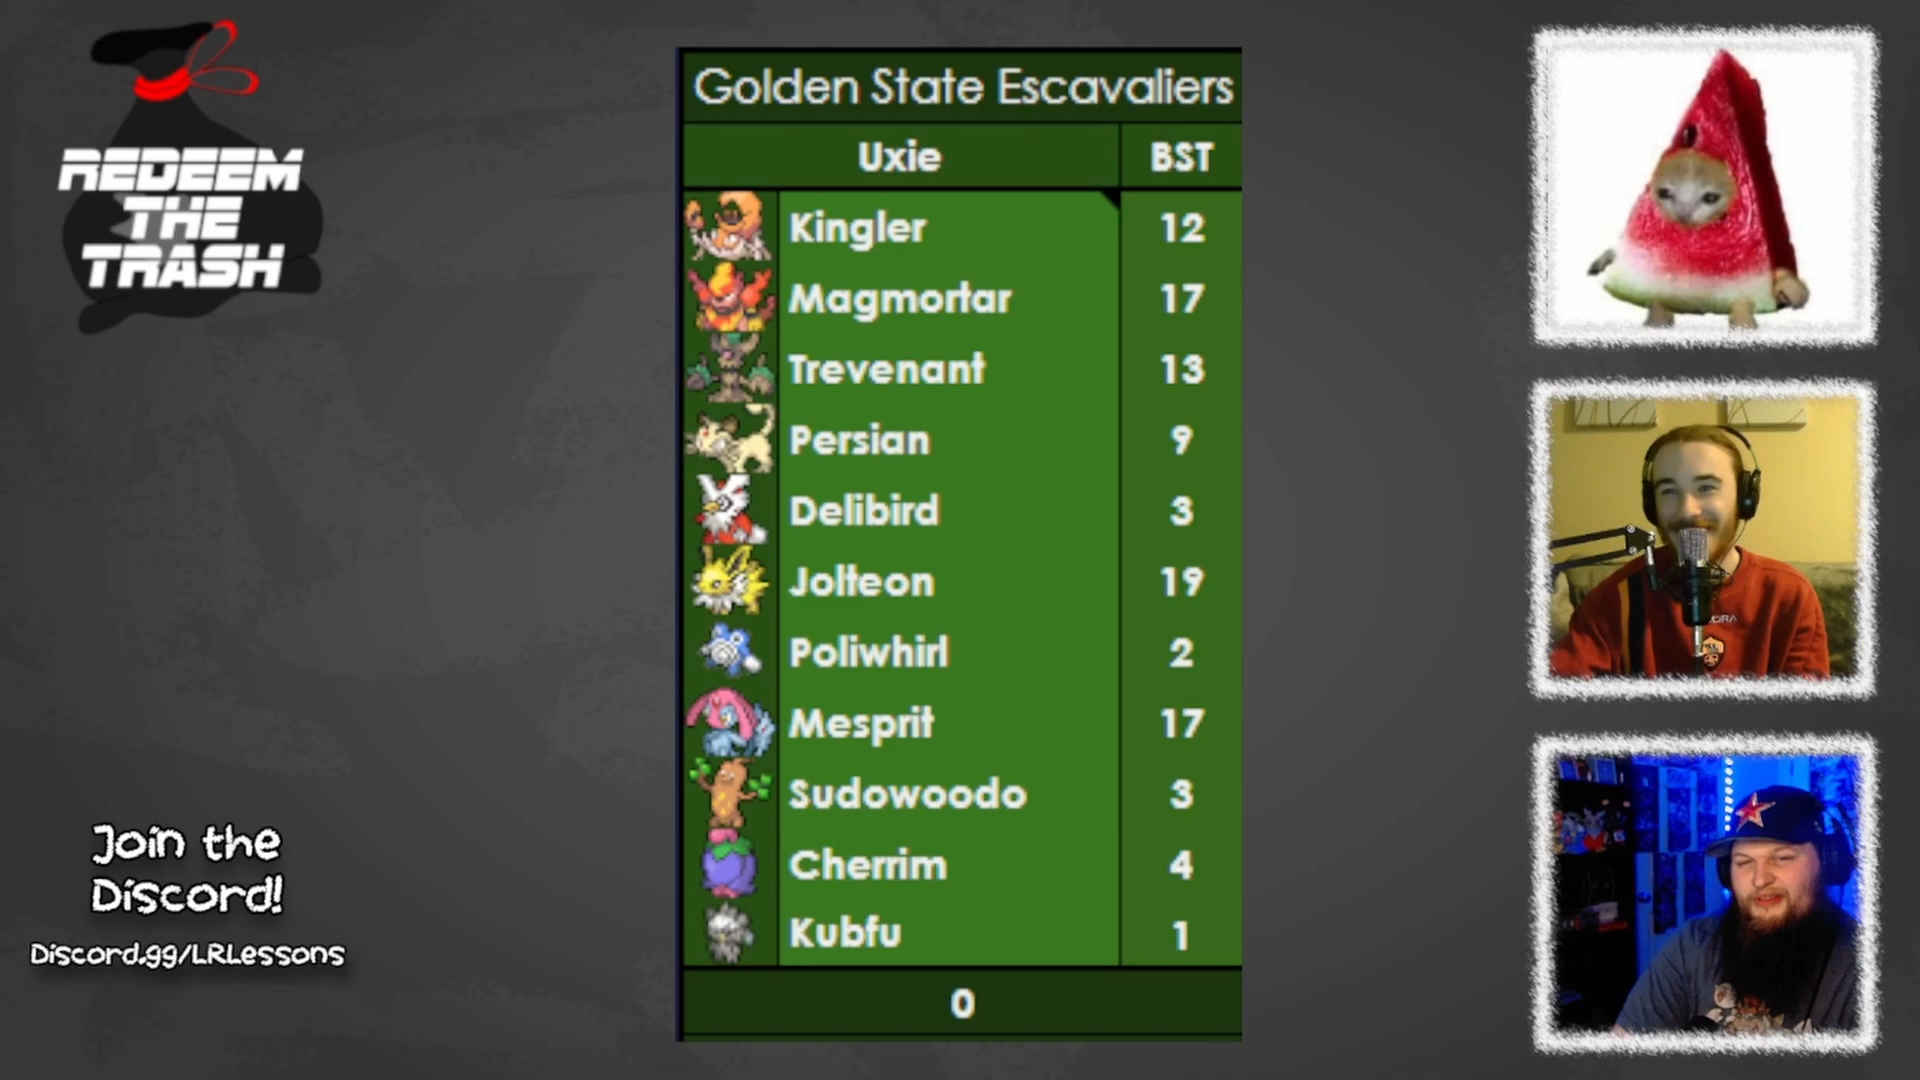 REDEEM
THE
TRASH
Golden State Escavaliers
Uxie BST
Kingler 12
Magmortar 17
Trevenant 13
Persian 9
Delibird 3
Jolteon 19
Poliwhirl 2
Mesprit 17
Sudowoodo 3
Cherrim 4
Kubfu 1
0
Join the
Discord!
Discord.gg/LRLessons